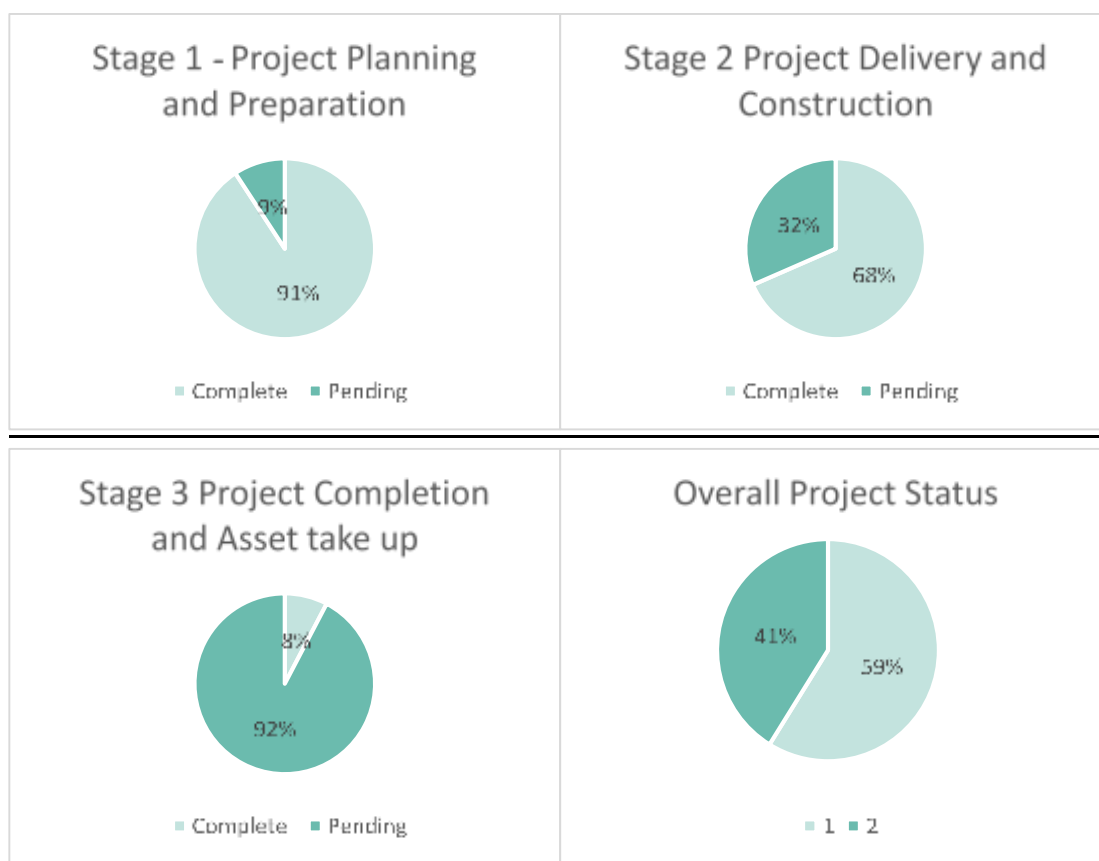 Stage 1 - Project Planning
and Preparation
9%
91%
Complete Pending
Stage 2 Project Delivery and
Construction
32%
68%
Complete Pending
Stage 3 Project Completion
and Asset take up
8%
92%
Complete Pending
Overall Project Status
41%
59%
1 2